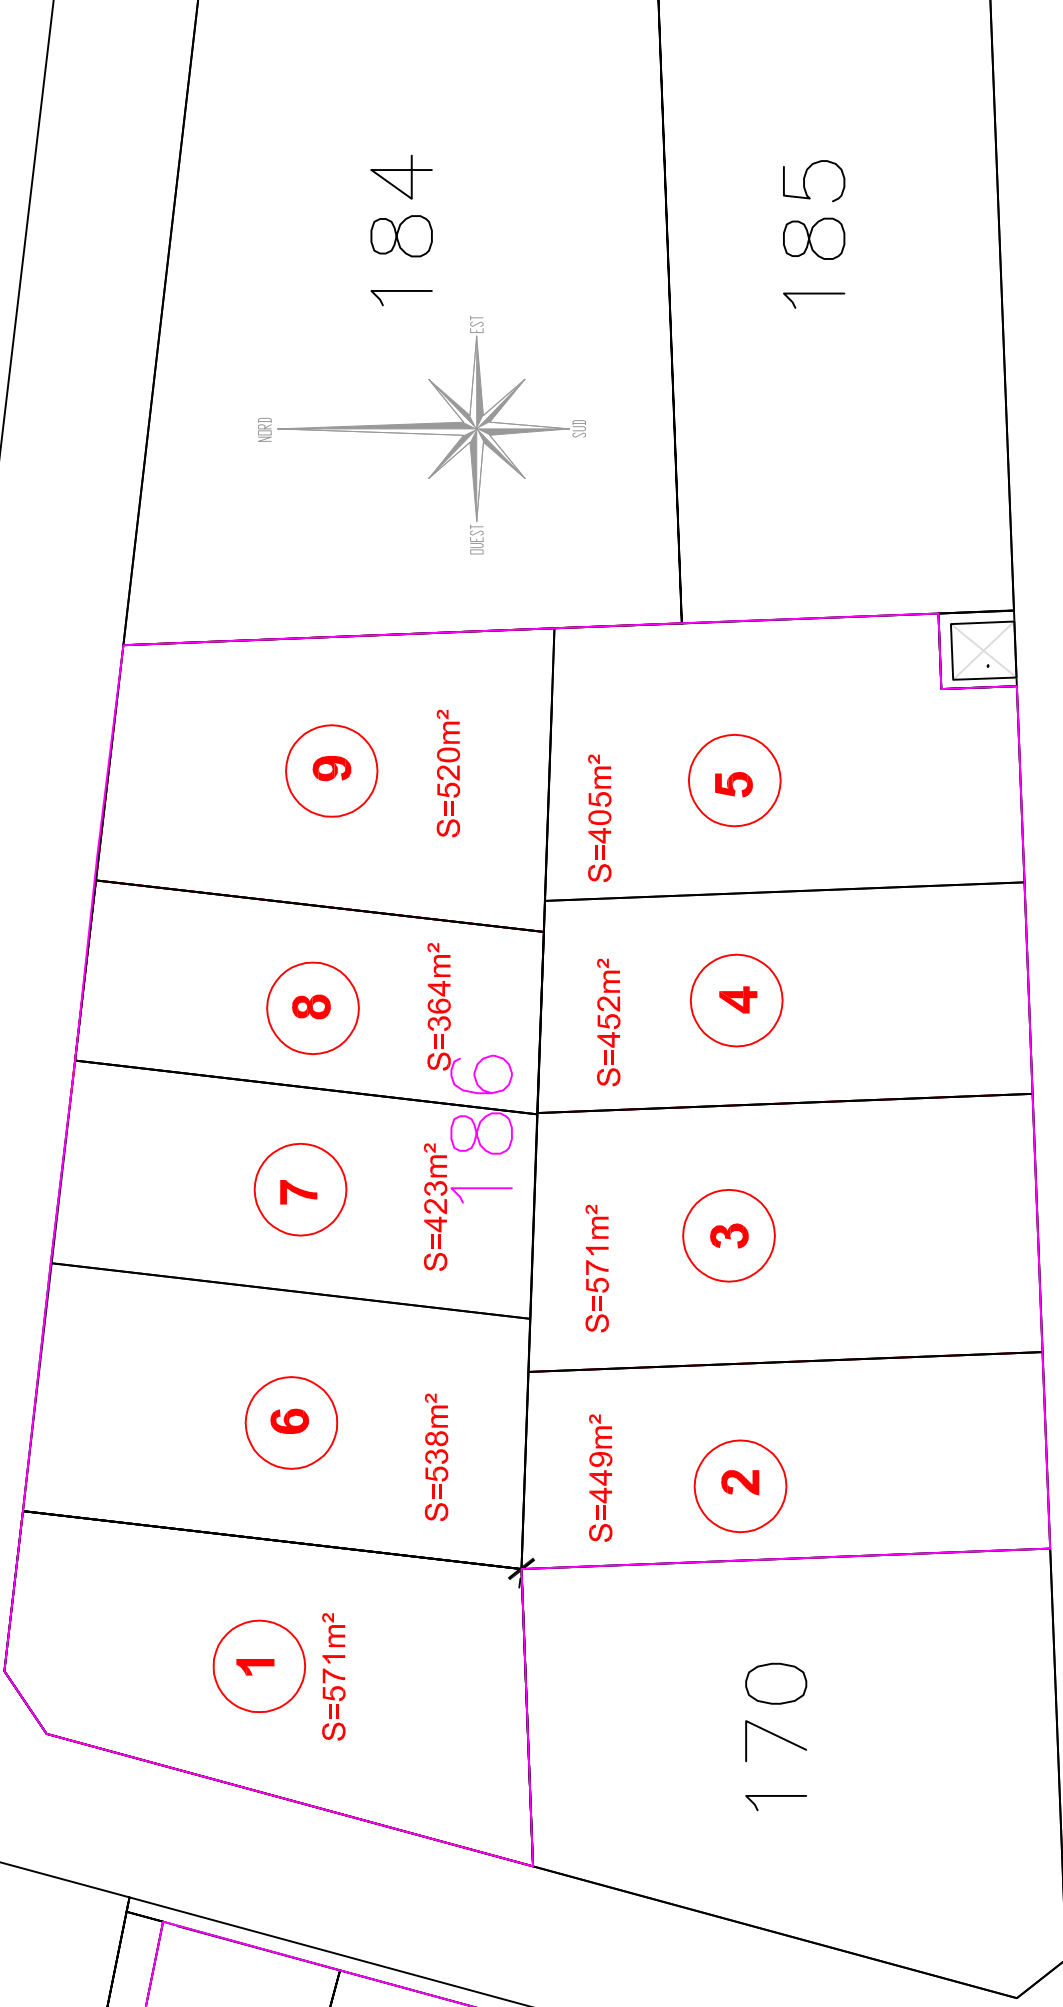 184
185
EST
NORD
SUD
OUEST
9
S=520m²
5
S=405m²
8
S=364m²
4
S=452m²
186
7
S=423m²
3
S=571m²
6
S=538m²
2
S=449m²
1
S=571m²
170